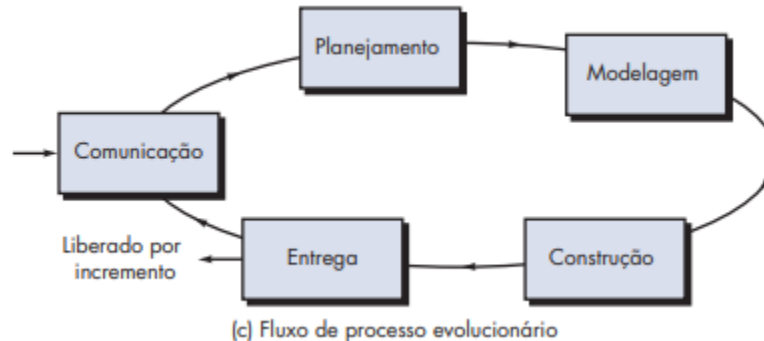 Planejamento
Modelagem
Comunicação
Liberado por
incremento
Entrega
Construção
(c) Fluxo de processo evolucionário